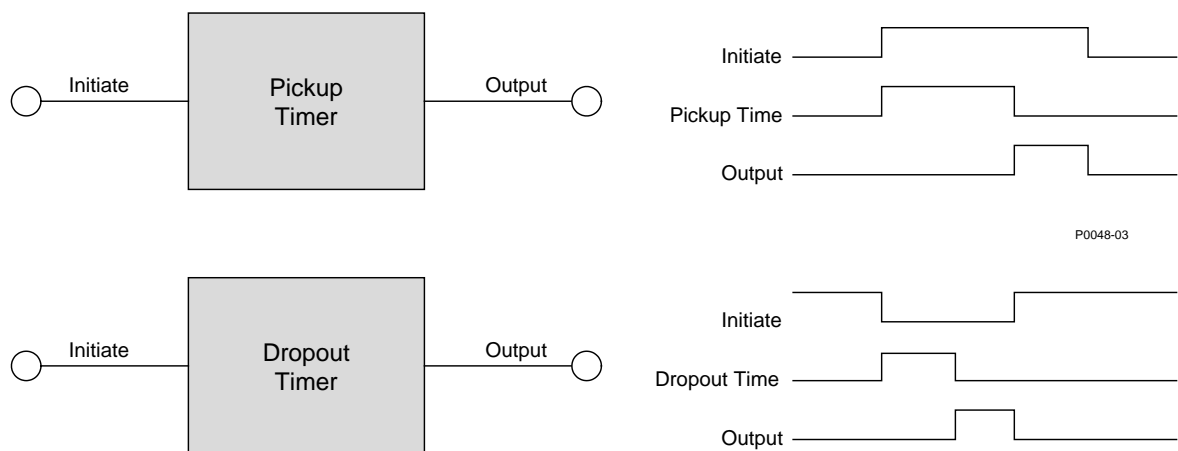 Initiate
Pickup
Timer
Output
Initiate
Pickup Time
Output
P0048-03
Initiate
Dropout
Timer
Output
Initiate
Dropout Time
Output